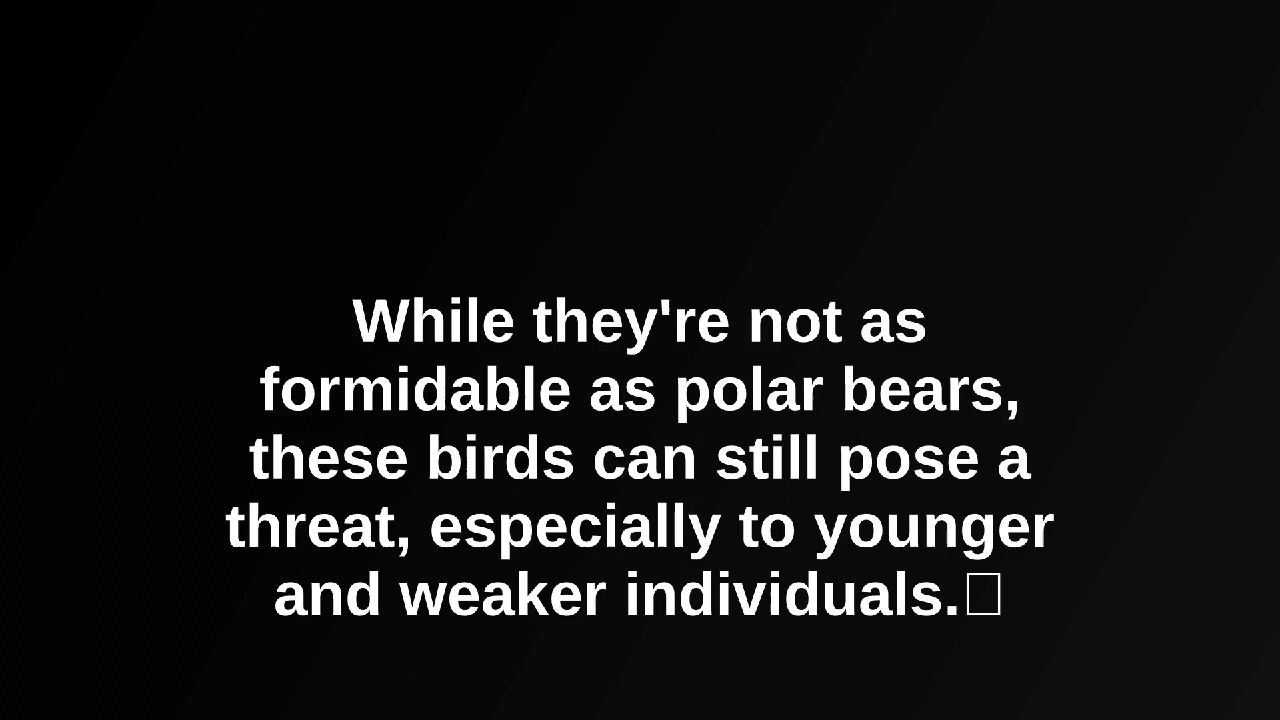 While they're not as
formidable as polar bears,
these birds can still pose a
threat, especially to younger
and weaker individuals.